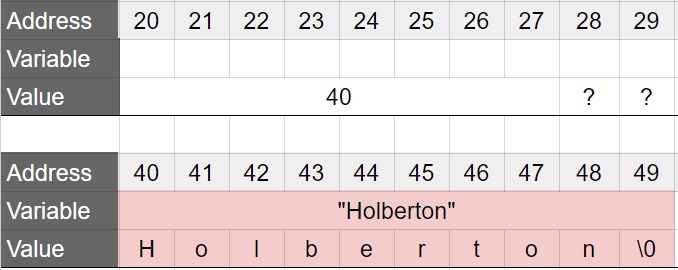 Address 20 21 22 23 24 25 26 27 28 29
Variable
Value 40 ? ?
Address 40 41 42 43 44 45 46 47 48 49
Variable "Holberton"
Value H o l b e r t o n \0